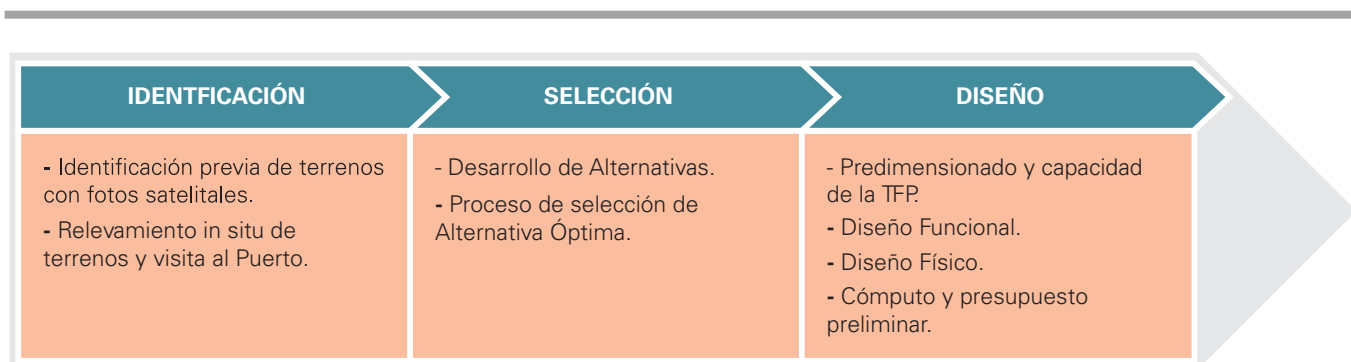 IDENTFICACIÓN
- Identificación previa de terrenos
con fotos satelitales.
- Relevamiento in situ de
terrenos y visita al Puerto.
SELECCIÓN
- Desarrollo de Alternativas.
- Proceso de selección de
Alternativa Óptima.
DISEÑO
- Predimensionado y capacidad
de la TFP.
- Diseño Funcional.
- Diseño Físico.
- Cómputo y presupuesto
preliminar.